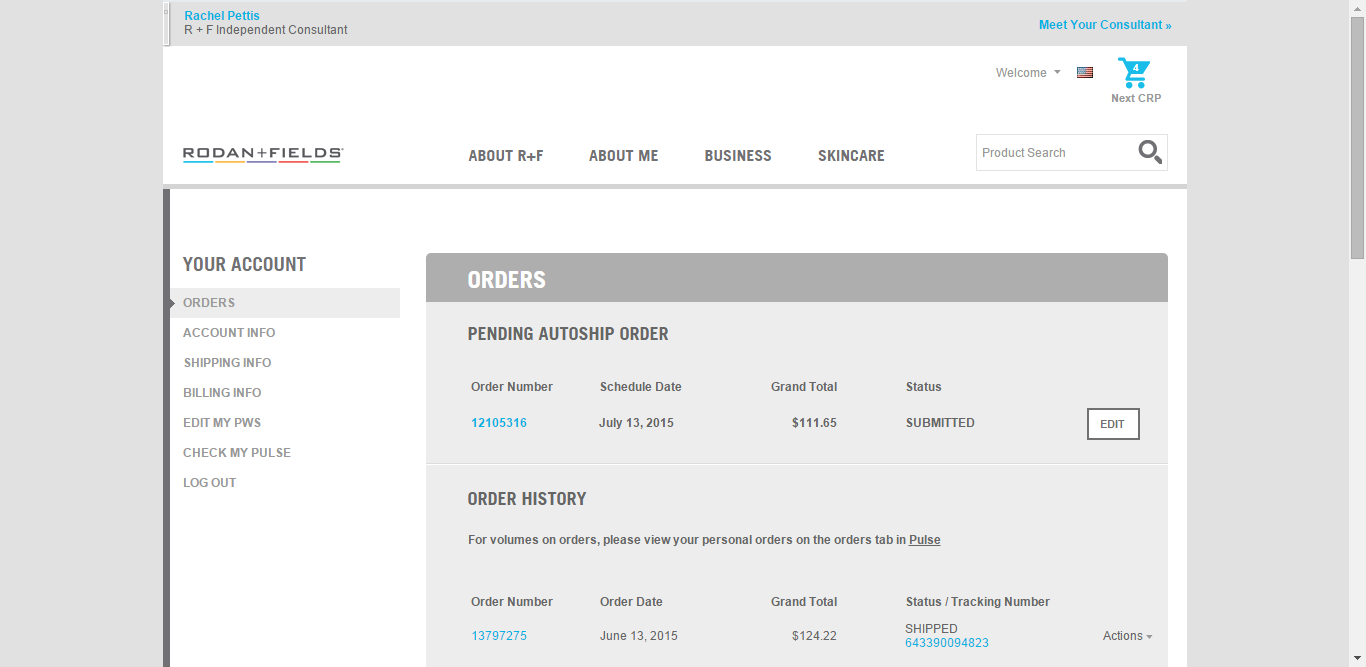 Rachel Pettis
R + F Independent Consultant
Meet Your Consultant »
Welcome
4
Next CRP
RODAN+FIELDS
ABOUT R+F ABOUT ME BUSINESS SKINCARE
Product Search
YOUR ACCOUNT
ORDERS
ACCOUNT INFO
SHIPPING INFO
BILLING INFO
EDIT MY PWS
CHECK MY PULSE
LOG OUT
ORDERS
PENDING AUTOSHIP ORDER
Order Number Schedule Date Grand Total Status
12105316 July 13, 2015 $111.65 SUBMITTED EDIT
ORDER HISTORY
For volumes on orders, please view your personal orders on the orders tab in Pulse
Order Number Order Date Grand Total Status / Tracking Number
13797275 June 13, 2015 $124.22 SHIPPED
643390094823
Actions